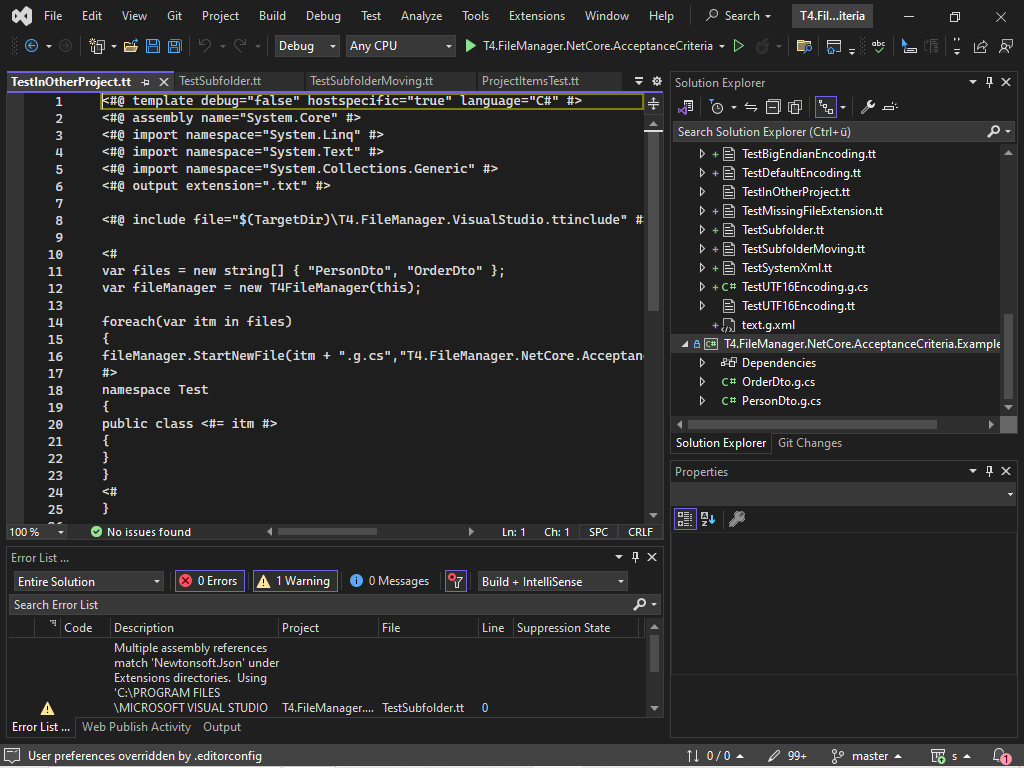 File Edit View Git Project Build Debug Test Analyze Tools Extensions Window Help Search T4.Fil...iteria
Debug Any CPU T4.FileManager.NetCore.AcceptanceCriteria abc
TestInOtherProject.tt TestSubfolder.tt TestSubfolderMoving.tt ProjectItemsTest.tt
1 <#@ template debug="false" hostspecific="true" language="C#" #>
2 <#@ assembly name="System.Core" #>
3 <#@ import namespace="System.Linq" #>
4 <#@ import namespace="System.Text" #>
5 <#@ import namespace="System.Collections.Generic" #>
6 <#@ output extension=".txt" #>
7
8 <#@ include file="$(TargetDir)\T4.FileManager.VisualStudio.ttinclude" #
9
10 <#
11 var files = new string[] { "PersonDto", "OrderDto" };
12 var fileManager = new T4FileManager(this);
13
14 foreach(var itm in files)
15 {
16 fileManager.StartNewFile(itm + ".g.cs","T4.FileManager.NetCore.Acceptan
17 #>
18 namespace Test
19 {
20 public class <#= itm #>
21 {
22 }
23 }
24 <#
25 }
100 % No issues found Ln: 1 Ch: 1 SPC CRLF
Error List ...
Entire Solution 0 Errors 1 Warning 0 Messages Build + IntelliSense
Search Error List
Code Description Project File Line Suppression State
Multiple assembly references
match 'NewtonsoftJson' under
Extensions directories. Using
'C:\PROGRAM FILES
\MICROSOFT VISUAL STUDIO T4.FileManager.... TestSubfolder.tt 0
Error List ... Web Publish Activity Output
Solution Explorer
Search Solution Explorer (Ctrl+ü)
TestBigEndianEncoding.tt
TestDefaultEncoding.tt
TestInOtherProject.tt
TestMissingFileExtension.tt
TestSubfolder.tt
TestSubfolderMoving.tt
TestSystemXml.tt
C# TestUTF16Encoding.g.cs
TestUTF16Encoding.tt
text.g.xml
C# T4.FileManager.NetCore.AcceptanceCriteria.Example
Dependencies
C# OrderDto.g.cs
C# PersonDto.g.cs
Solution Explorer Git Changes
Properties
User preferences overridden by .editorconfig 0 / 0 99+ master s 1